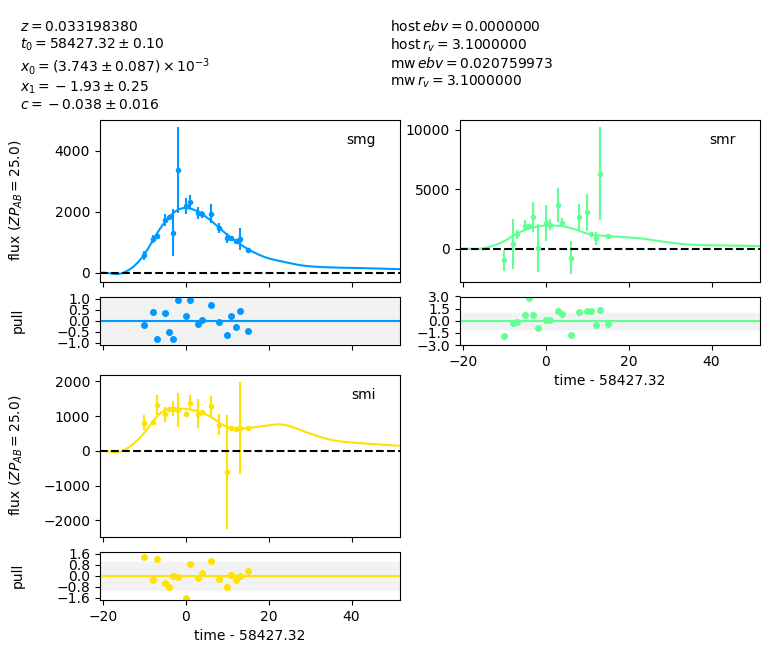 z = 0.033198380
t₀ = 58427.32 ± 0.10
x₀ = (3.743 ± 0.087) × 10⁻³
x₁ = −1.93 ± 0.25
c = −0.038 ± 0.016
host ebv = 0.0000000
host r_v = 3.1000000
mw ebv = 0.020759973
mw r_v = 3.1000000
smg
flux (ZP_AB = 25.0)
4000
2000
0
pull
1.0
0.5
0.0
−0.5
−1.0
smr
10000
5000
0
3.0
1.5
0.0
−1.5
−3.0
−20
0
20
40
time - 58427.32
smi
flux (ZP_AB = 25.0)
2000
1000
0
−1000
−2000
pull
1.6
0.8
0.0
−0.8
−1.6
−20
0
20
40
time - 58427.32